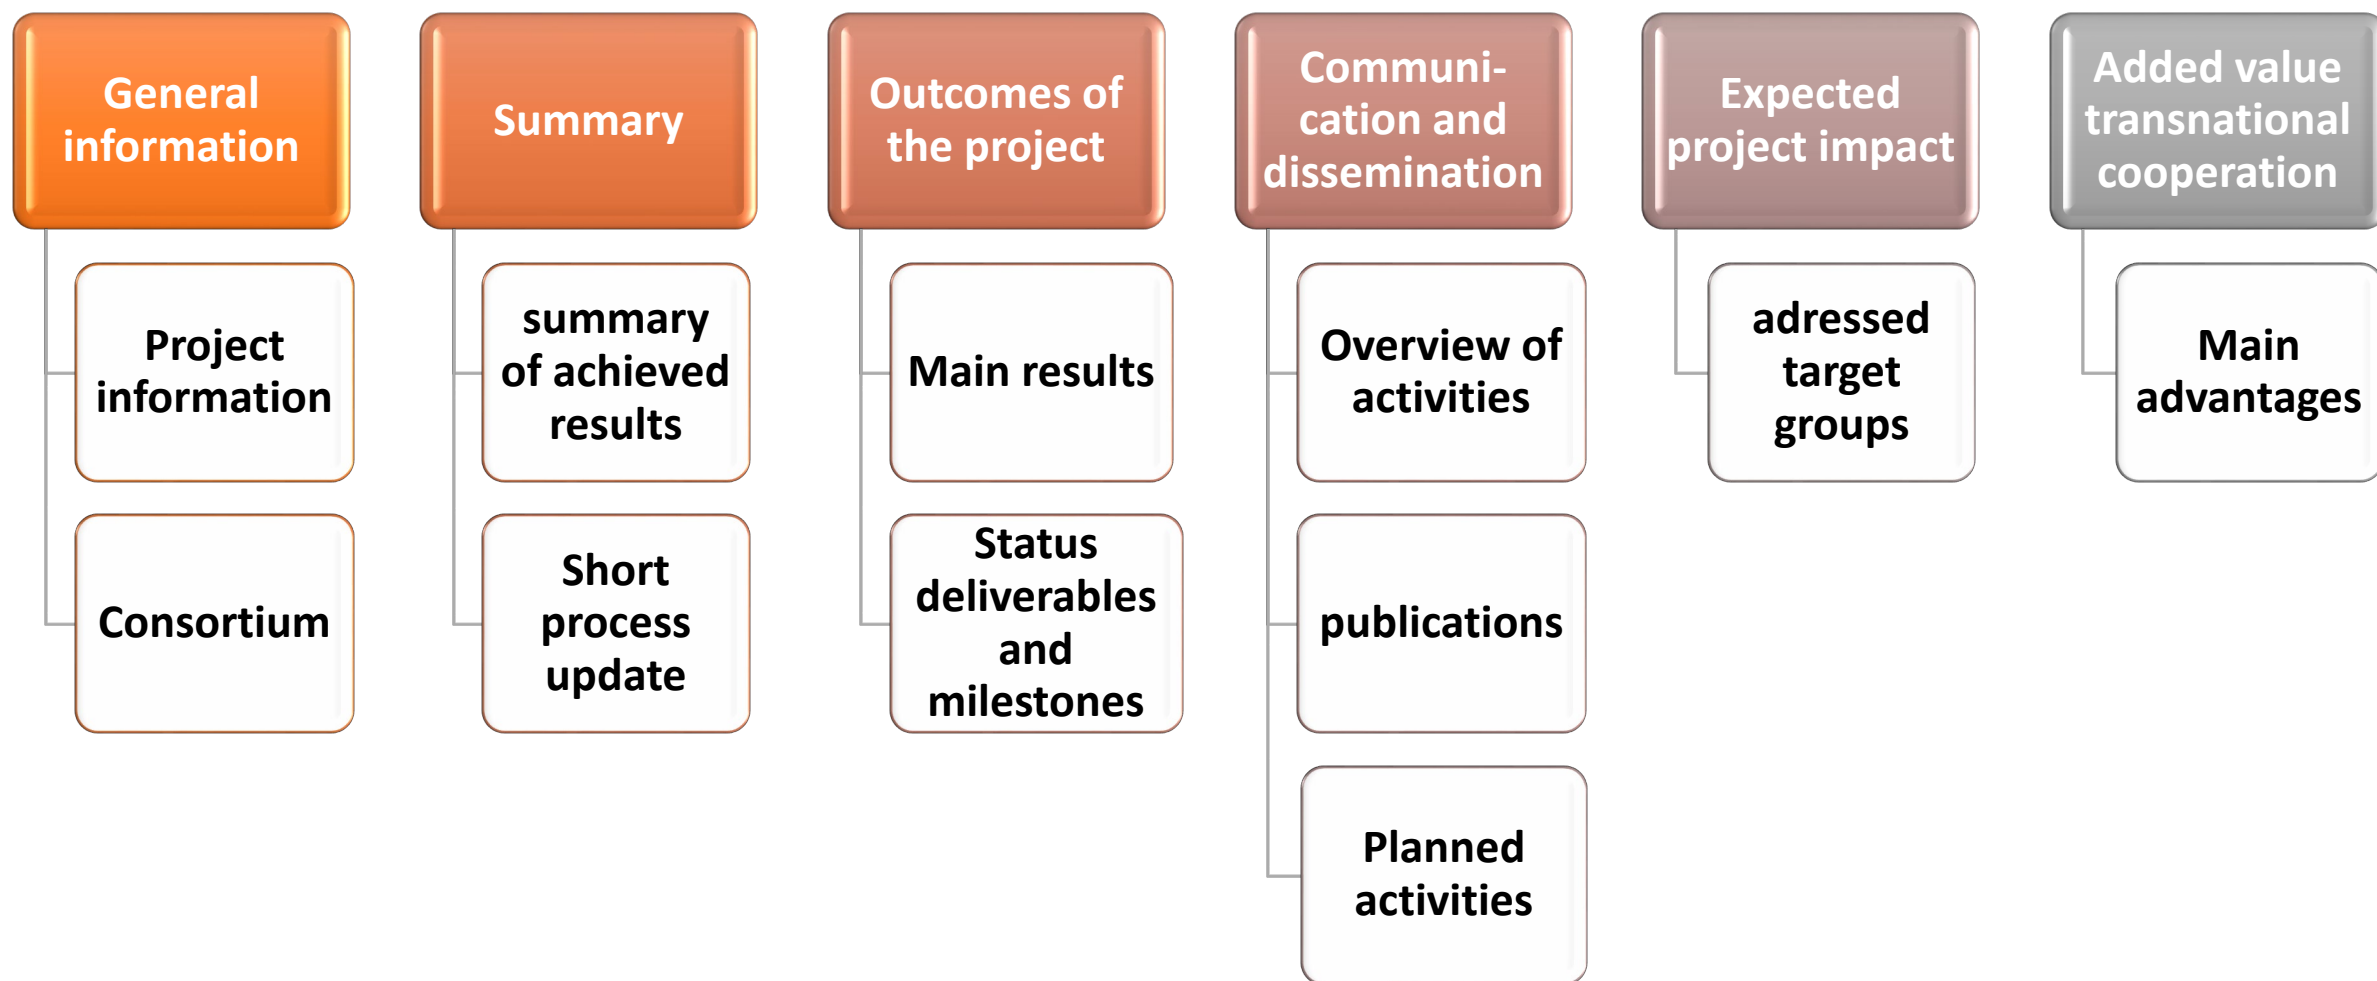 General
information
Project
information
Consortium
Summary
summary
of achieved
results
Short
process
update
Outcomes of
the project
Main results
Status
deliverables
and
milestones
Communi-
cation and
dissemination
Overview of
activities
publications
Planned
activities
Expected
project impact
adressed
target
groups
Added value
transnational
cooperation
Main
advantages